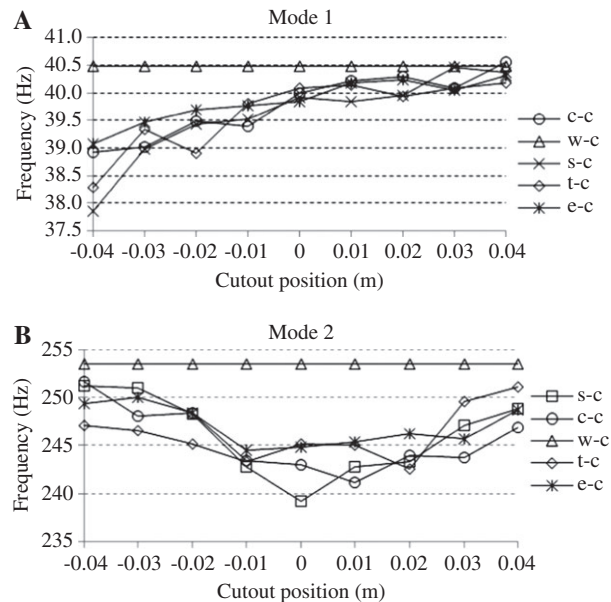 A
Mode 1
Frequency (Hz)
41.0
40.5
40.0
39.5
39.0
38.5
38.0
37.5
-0.04 -0.03 -0.02 -0.01 0 0.01 0.02 0.03 0.04
Cutout position (m)
c-c
w-c
s-c
t-c
e-c
B
Mode 2
Frequency (Hz)
255
250
245
240
235
-0.04 -0.03 -0.02 -0.01 0 0.01 0.02 0.03 0.04
Cutout position (m)
s-c
c-c
w-c
t-c
e-c